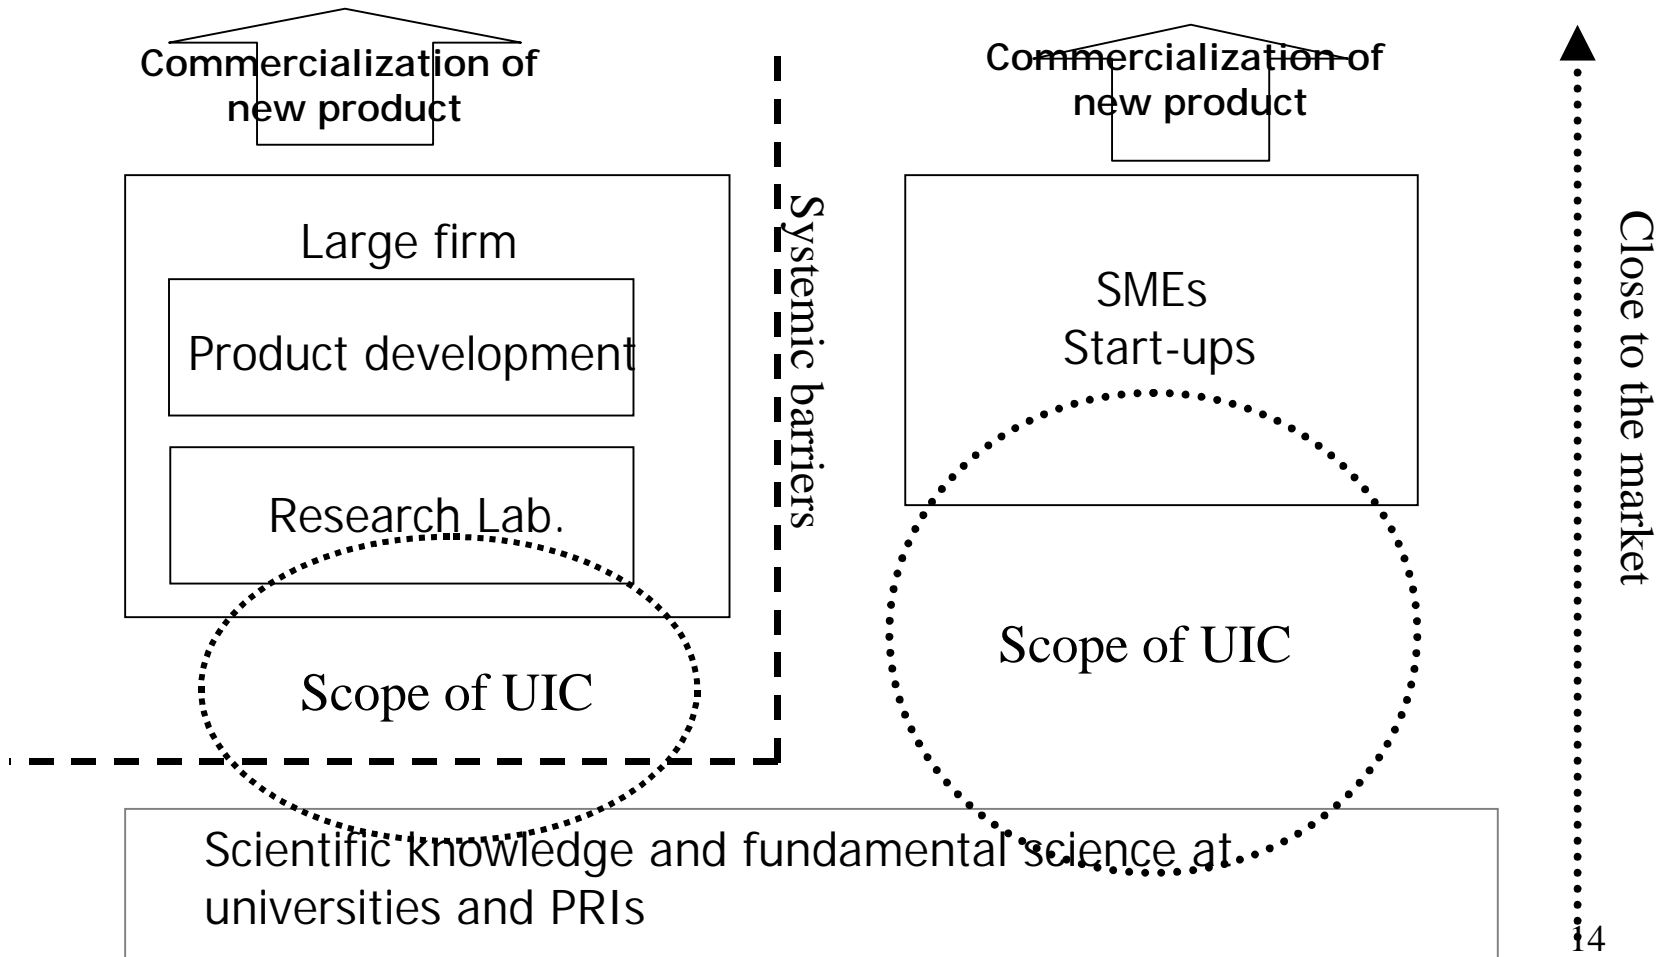 Commercialization of
new product
Commercialization of
new product
Large firm
Product development
Research Lab.
Scope of UIC
Systemic barriers
SMEs
Start-ups
Scope of UIC
Close to the market
Scientific knowledge and fundamental science at
universities and PRIs
14